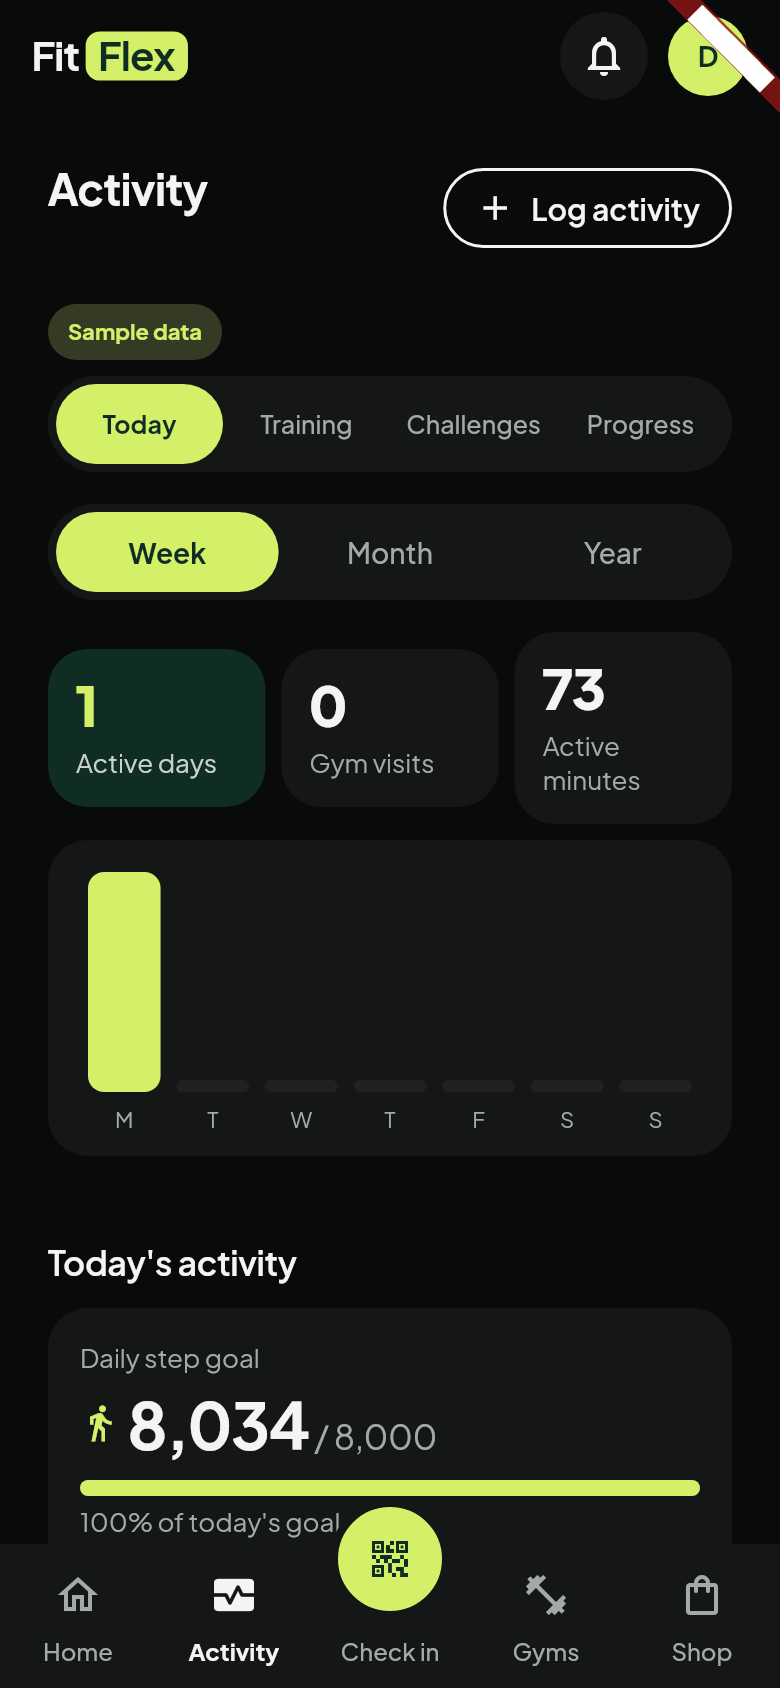 Fit Flex
D
Activity
+ Log activity
Sample data
Today Training Challenges Progress
Week Month Year
1
Active days
0
Gym visits
73
Active
minutes
M T W T F S S
Today's activity
Daily step goal
8,034 / 8,000
100% of today's goal
Home Activity Check in Gyms Shop